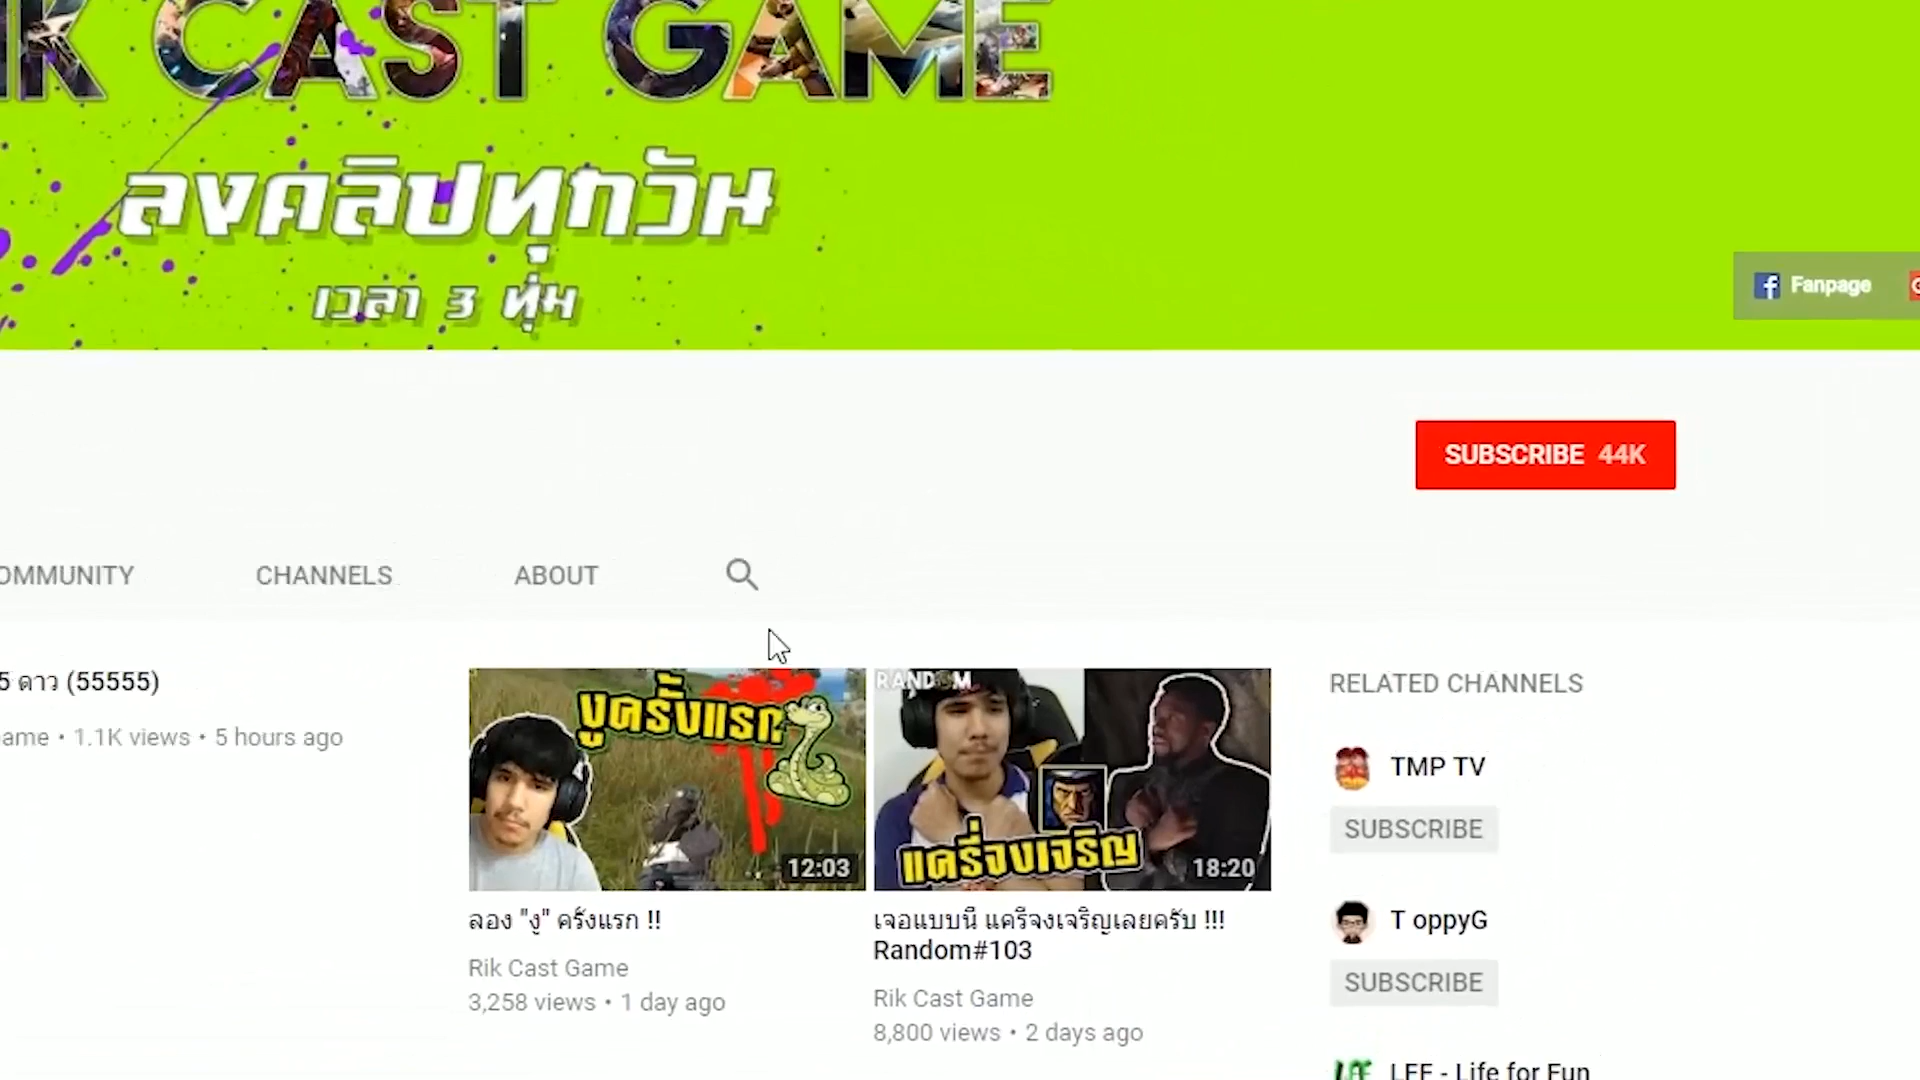 IK CAST GAME
ลงคลิปทุกวัน
เวลา 3 ทุ่ม
Fanpage
SUBSCRIBE 44K
OMMUNITY
CHANNELS
ABOUT
5 ดาว (55555)
ame • 1.1K views • 5 hours ago
งูครั้งแรก
12:03
ลอง "งู" ครั้งแรก !!
Rik Cast Game
3,258 views • 1 day ago
RANDOM
แครี่จงเจริญ
18:20
เจอแบบนี้ แครี่จงเจริญเลยครับ !!!
Random#103
Rik Cast Game
8,800 views • 2 days ago
RELATED CHANNELS
TMP TV
SUBSCRIBE
T oppyG
SUBSCRIBE
LFF - Life for Fun